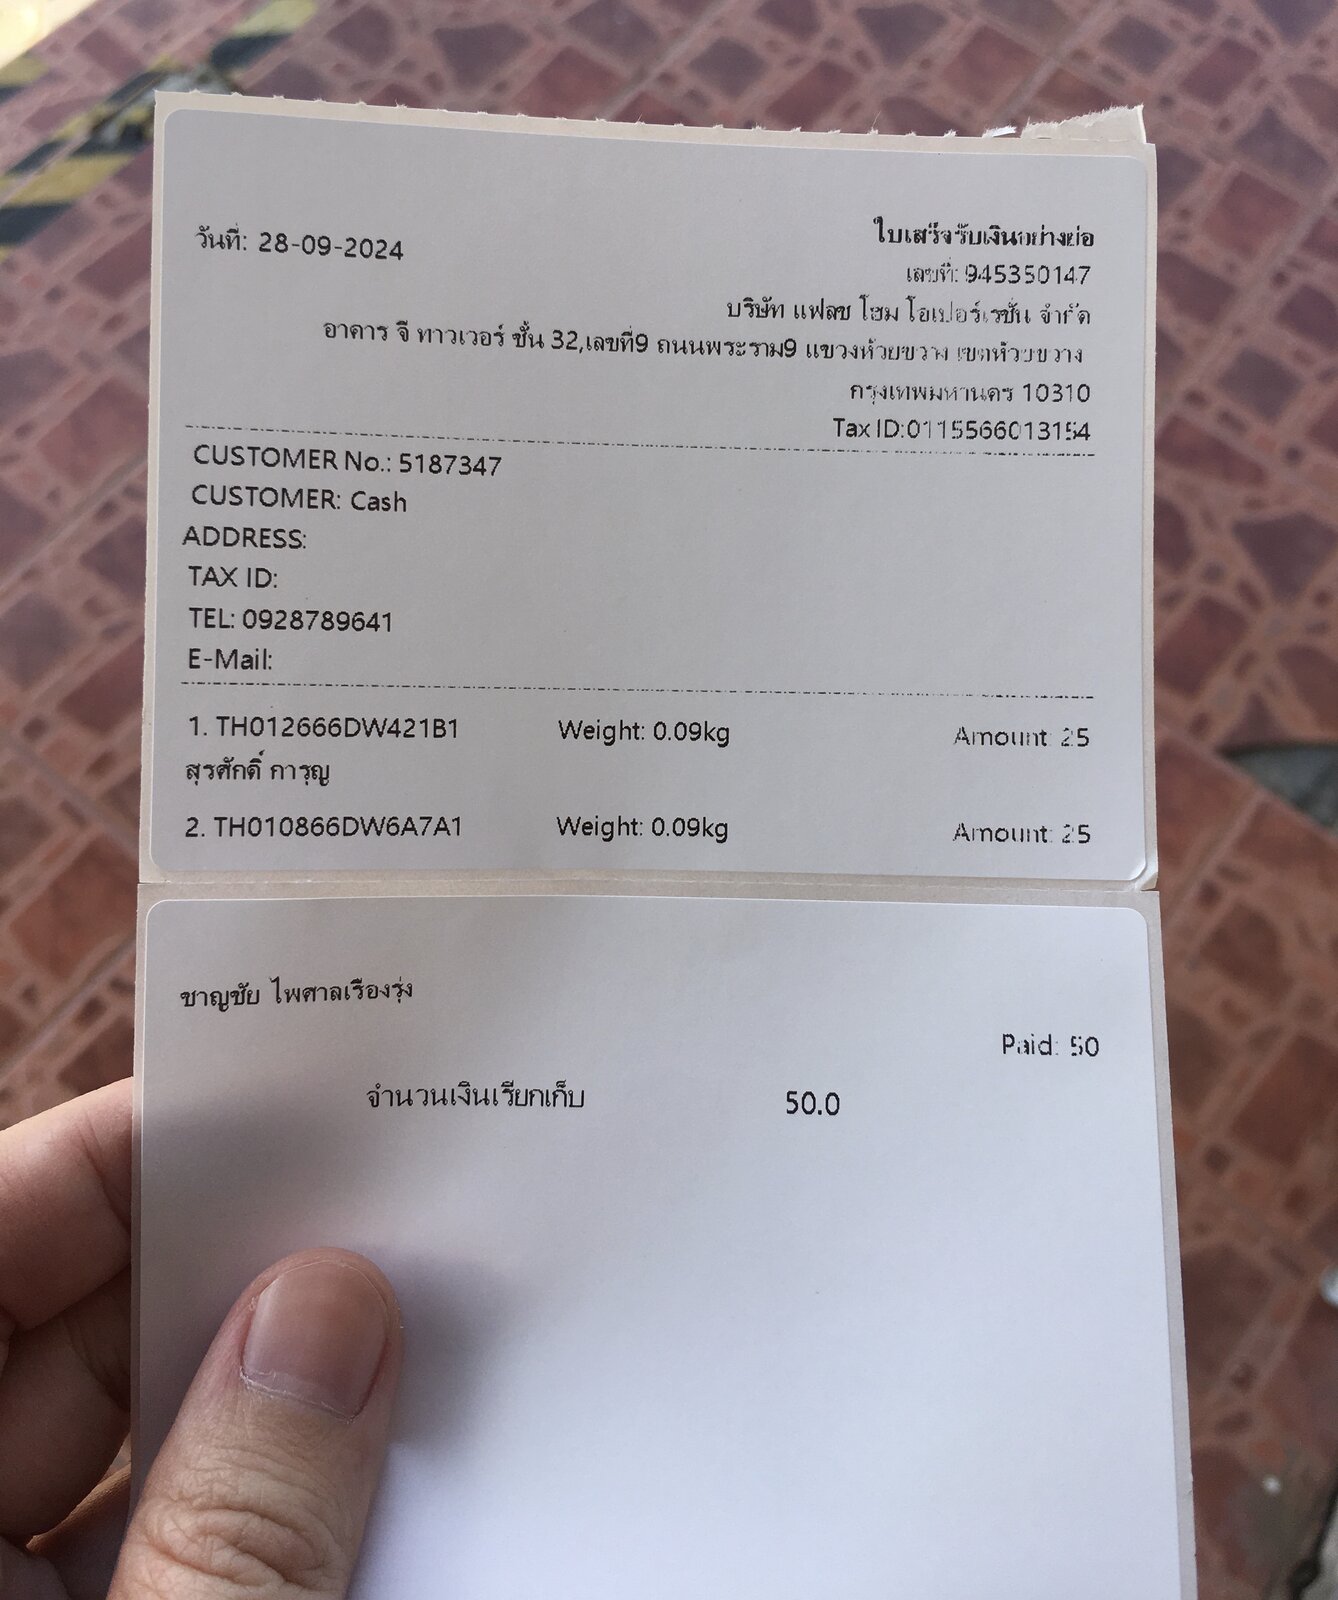 วันที่: 28-09-2024
ใบเสร็จรับเงินอย่างย่อ
เลขที่: 945350147
บริษัท แฟลช โฮม โอเปอร์เรชั่น จำกัด
อาคาร จี ทาวเวอร์ ชั้น 32,เลขที่9 ถนนพระราม9 แขวงห้วยขวาง เขตห้วยขวาง
กรุงเทพมหานคร 10310
Tax ID:0115566013154
CUSTOMER No.: 5187347
CUSTOMER: Cash
ADDRESS:
TAX ID:
TEL: 0928789641
E-Mail:
1. TH012666DW421B1 Weight: 0.09kg Amount: 25
สุรศักดิ์ การุญ
2. TH010866DW6A7A1 Weight: 0.09kg Amount: 25
ชาญชัย ไพศาลเรืองรุ่ง
Paid: 50
จำนวนเงินเรียกเก็บ 50.0